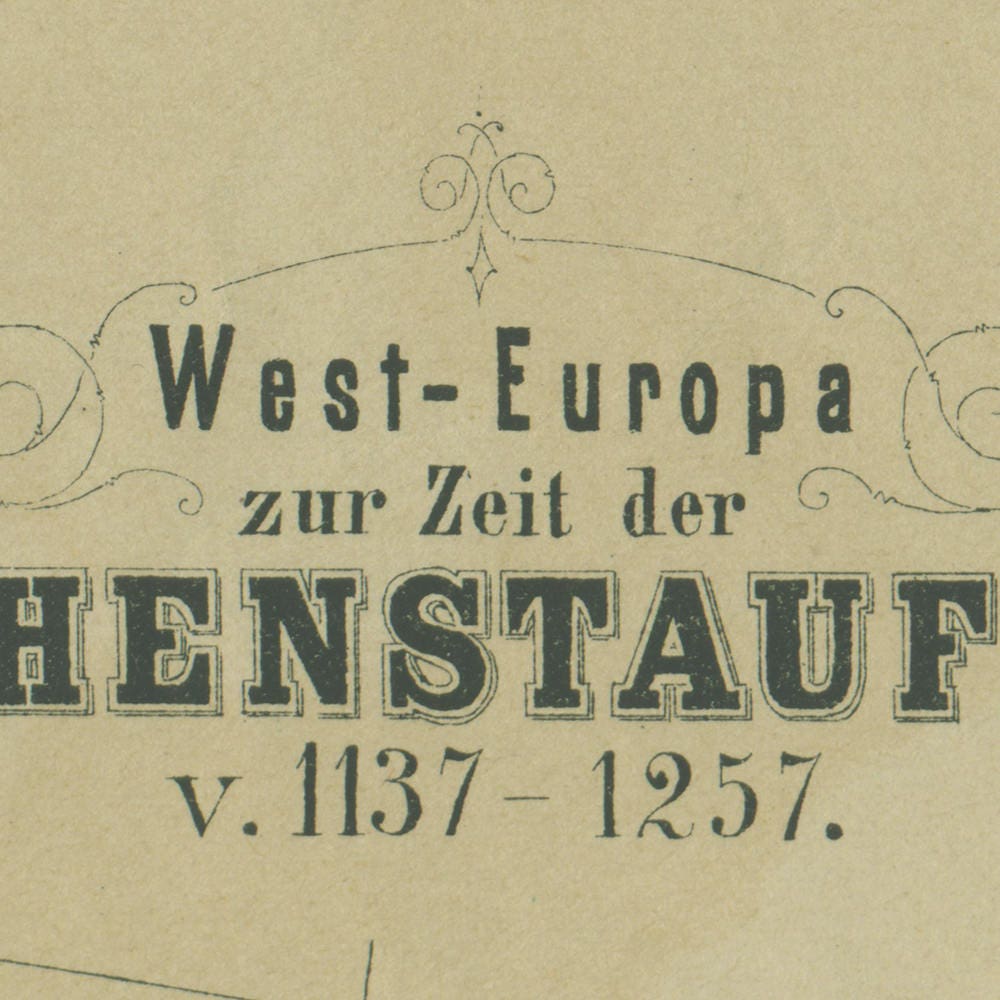 West-Europa
zur Zeit der
HENSTAUF
v. 1137 - 1257.